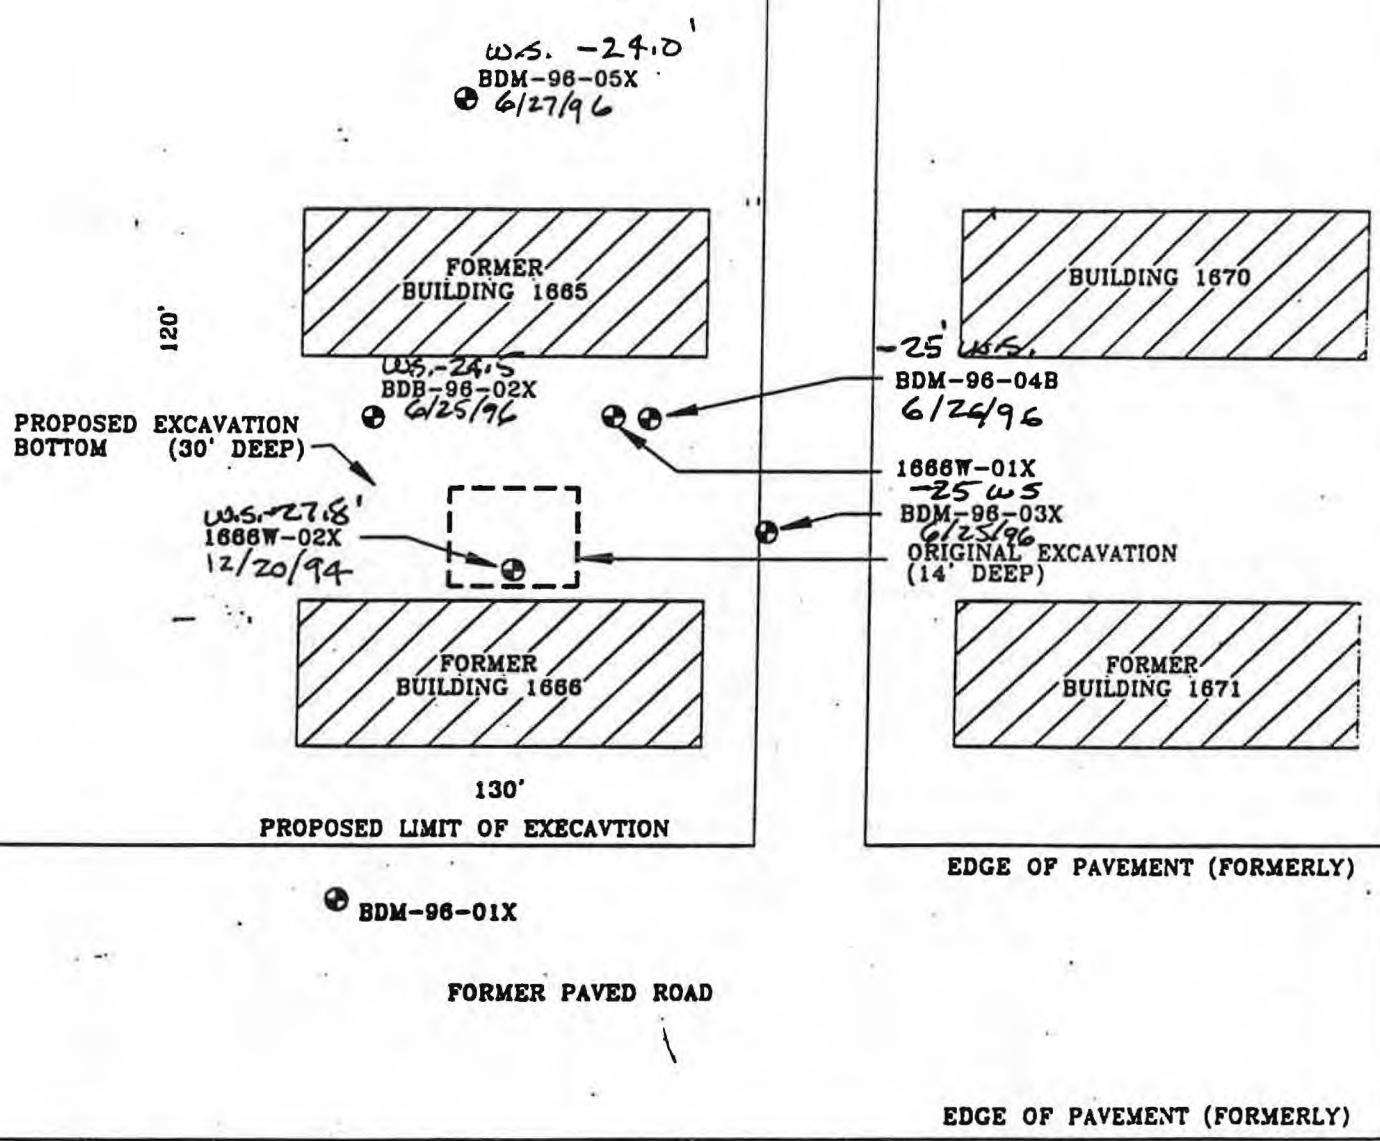 W.S. -24.0'
BDM-96-05X
6/27/96
FORMER
BUILDING 1665
BUILDING 1670
120'
W.S.-24.5
BDB-96-02X
6/25/96
-25' W.S.
BDM-96-04B
6/26/96
PROPOSED EXCAVATION
BOTTOM (30' DEEP)
1666W-01X
-25 WS
BDM-96-03X
6/25/96
ORIGINAL EXCAVATION
(14' DEEP)
W.S.-27.8'
1666W-02X
12/20/94
FORMER
BUILDING 1666
FORMER
BUILDING 1671
130'
PROPOSED LIMIT OF EXECAVTION
EDGE OF PAVEMENT (FORMERLY)
BDM-96-01X
FORMER PAVED ROAD
EDGE OF PAVEMENT (FORMERLY)